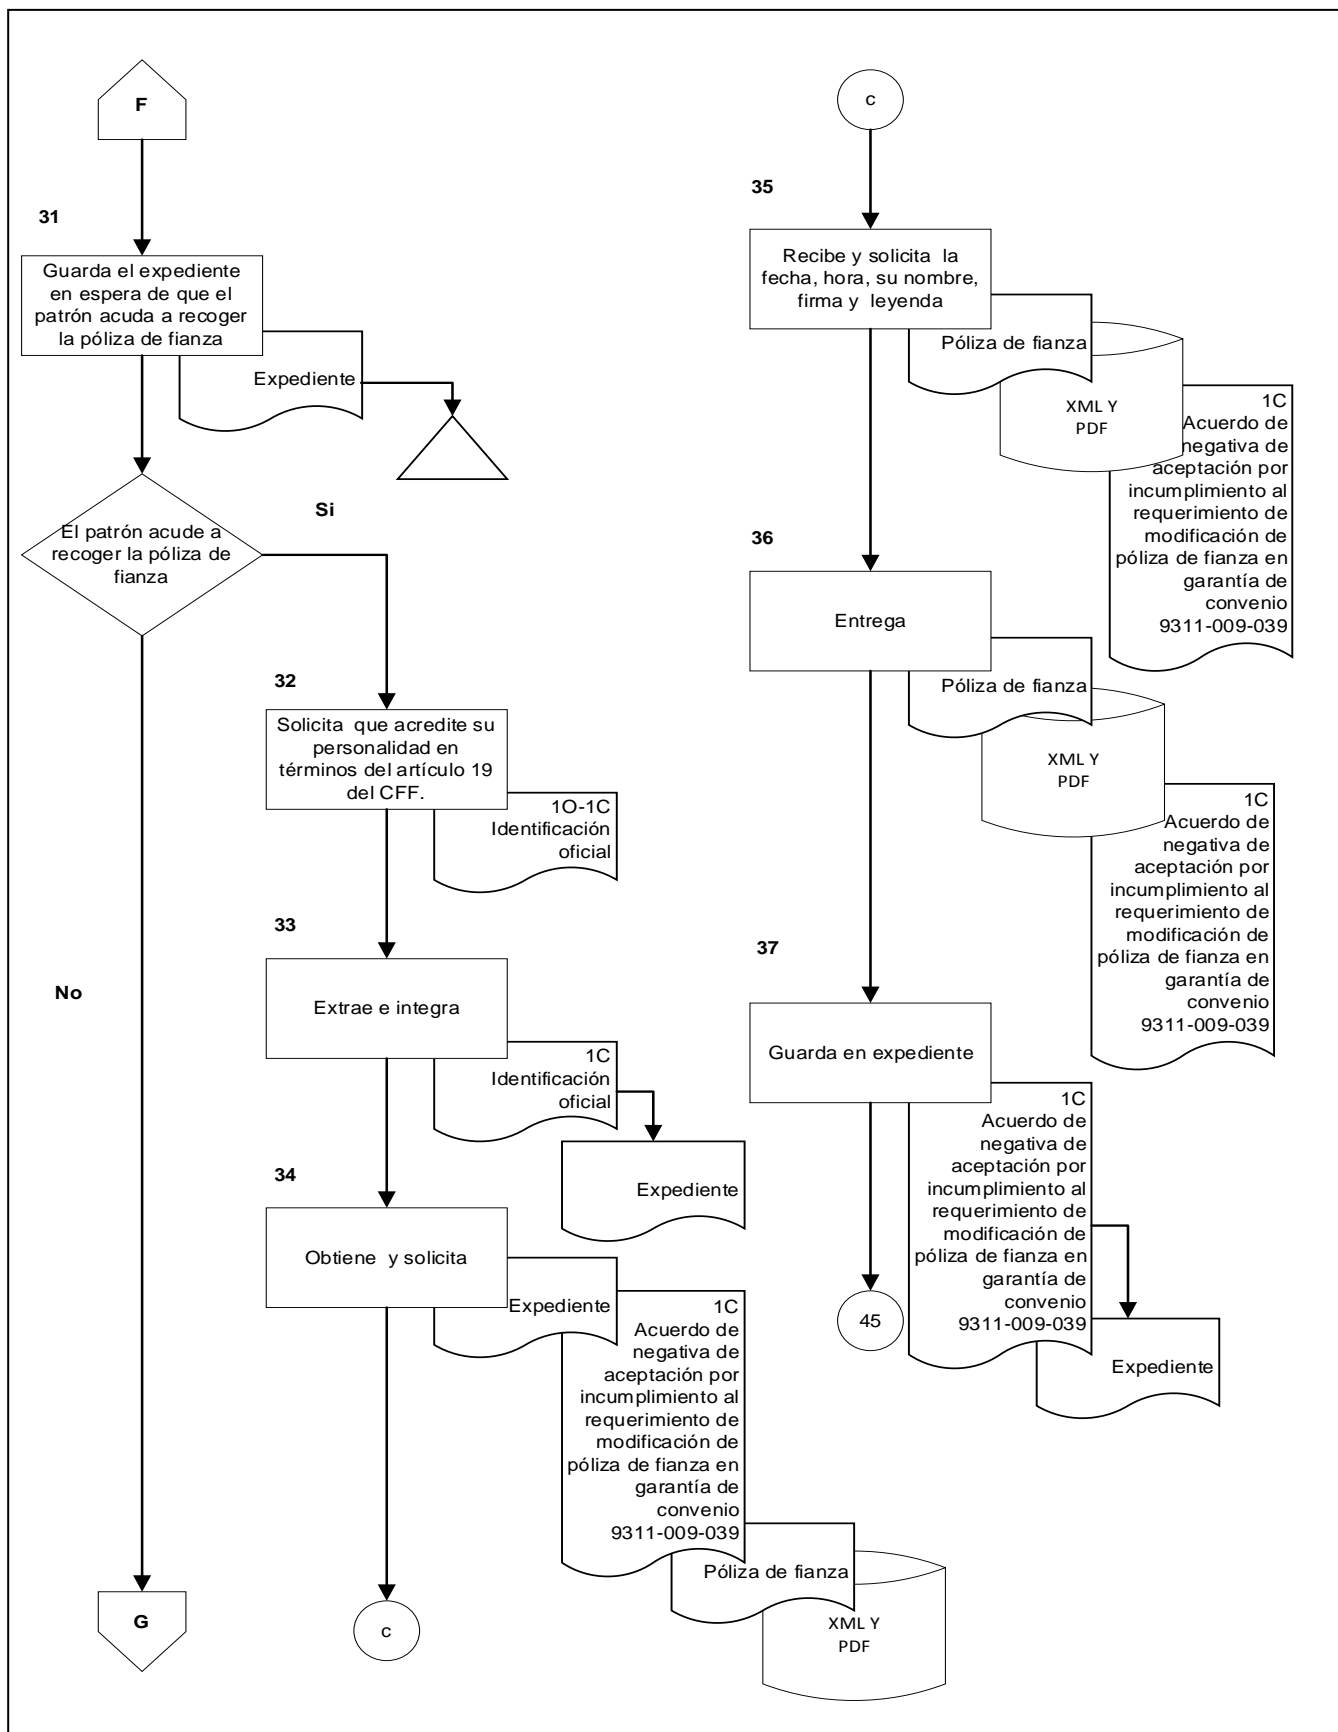 F
31
Guarda el expediente
en espera de que el
patrón acuda a recoger
la póliza de fianza
Expediente
Si
El patrón acude a
recoger la póliza de
fianza
32
Solicita que acredite su
personalidad en
términos del artículo 19
del CFF.
1O-1C
Identificación
oficial
33
Extrae e integra
1C
Identificación
oficial
Expediente
No
34
Obtiene y solicita
Expediente
1C
Acuerdo de
negativa de
aceptación por
incumplimiento al
requerimiento de
modificación de
póliza de fianza en
garantía de
convenio
9311-009-039
Póliza de fianza
XML Y
PDF
G
c
c
35
Recibe y solicita la
fecha, hora, su nombre,
firma y leyenda
Póliza de fianza
XML Y
PDF
1C
Acuerdo de
negativa de
aceptación por
incumplimiento al
requerimiento de
modificación de
póliza de fianza en
garantía de
convenio
9311-009-039
36
Entrega
Póliza de fianza
XML Y
PDF
1C
Acuerdo de
negativa de
aceptación por
incumplimiento al
requerimiento de
modificación de
póliza de fianza en
garantía de
convenio
9311-009-039
37
Guarda en expediente
1C
Acuerdo de
negativa de
aceptación por
incumplimiento al
requerimiento de
modificación de
póliza de fianza en
garantía de
convenio
9311-009-039
Expediente
45